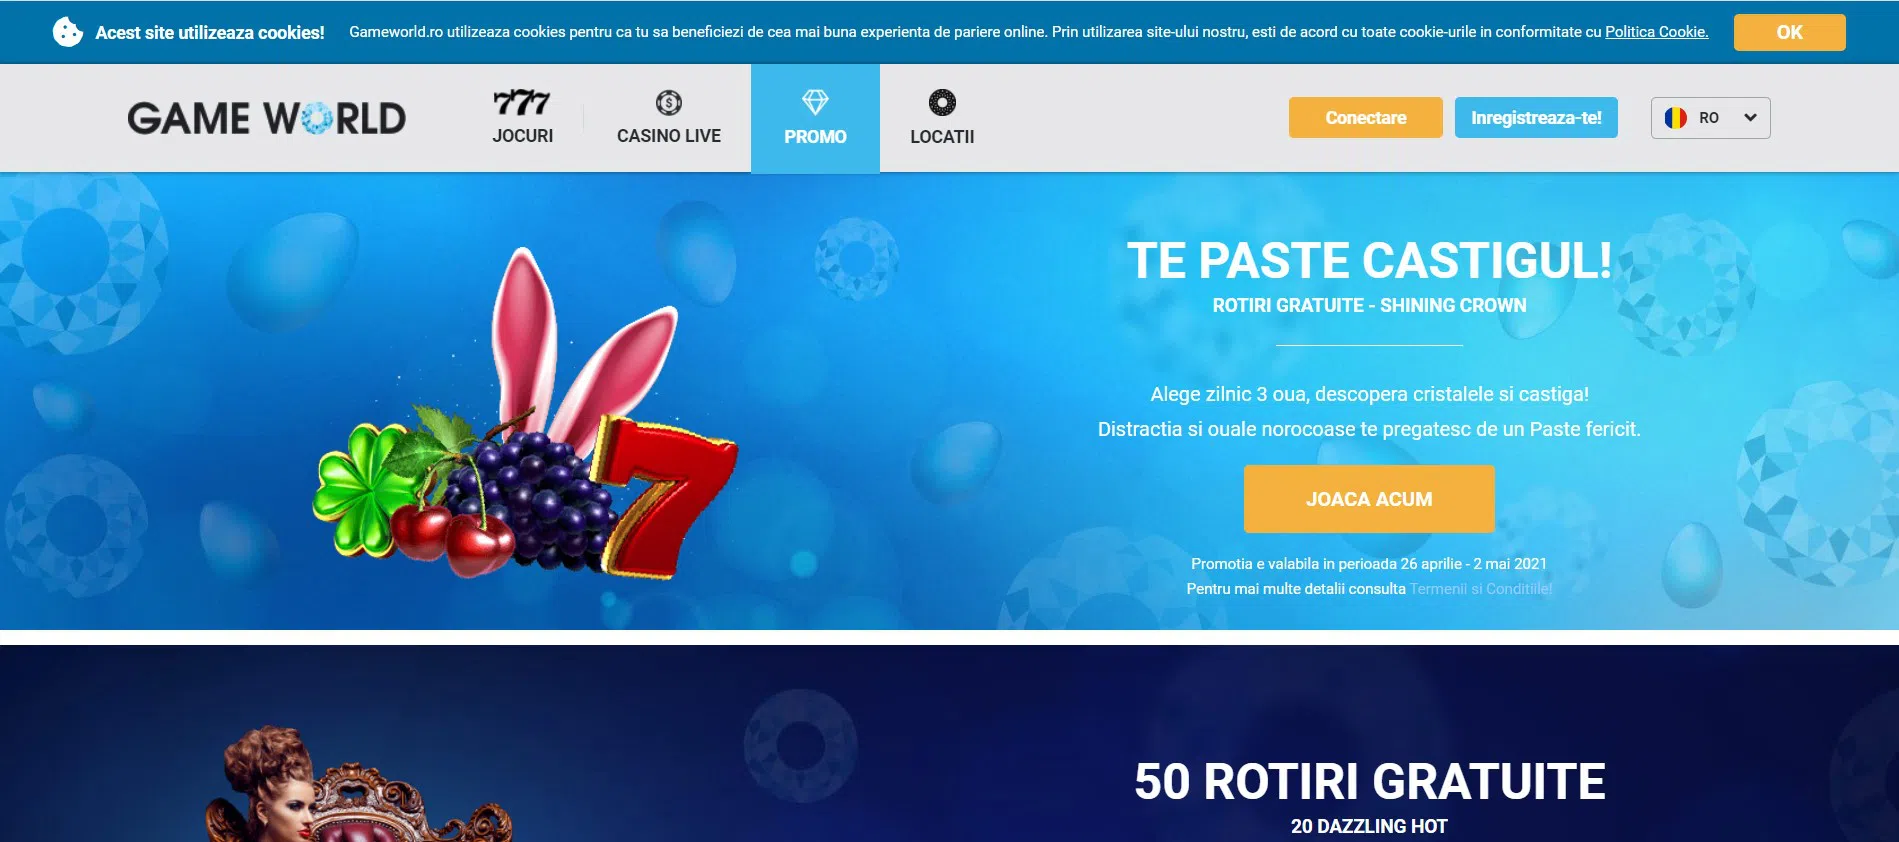 Acest site utilizeaza cookies!
Gameworld.ro utilizeaza cookies pentru ca tu sa beneficiezi de cea mai buna experienta de pariere online. Prin utilizarea site-ului nostru, esti de acord cu toate cookie-urile in conformitate cu Politica Cookie.
OK
GAME WORLD
777
JOCURI
$
CASINO LIVE
PROMO
LOCATII
Conectare
Inregistreaza-te!
RO
TE PASTE CASTIGUL!
ROTIRI GRATUITE - SHINING CROWN
Alege zilnic 3 oua, descopera cristalele si castiga!
Distractia si ouale norocoase te pregatesc de un Paste fericit.
7
JOACA ACUM
Promotia e valabila in perioada 26 aprilie - 2 mai 2021
Pentru mai multe detalii consulta Termenii si Conditiile!
50 ROTIRI GRATUITE
20 DAZZLING HOT